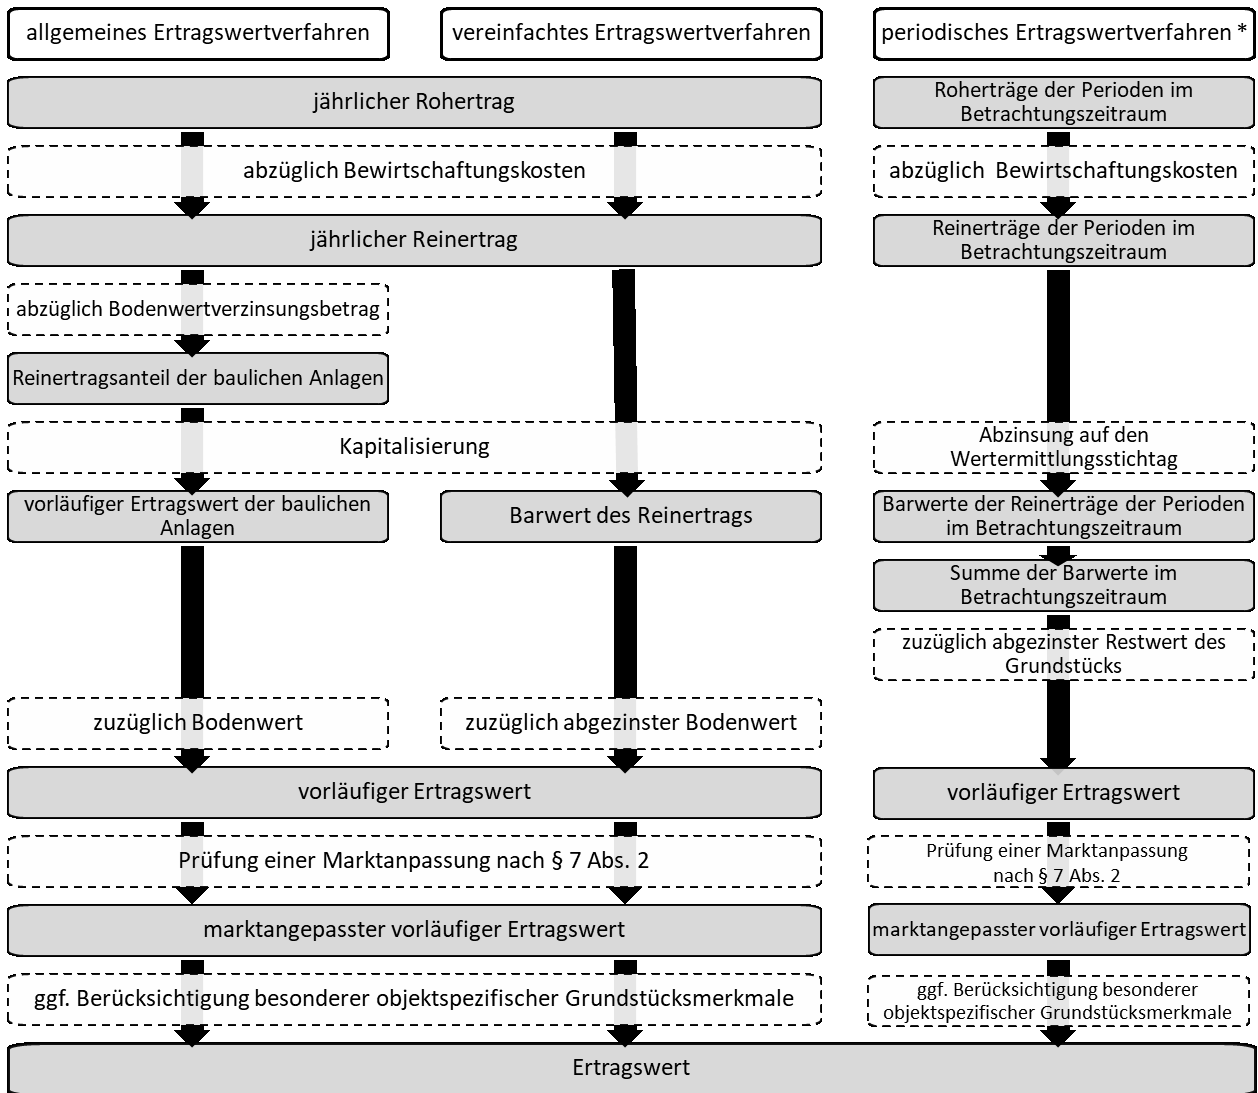 allgemeines Ertragswertverfahren
vereinfachtes Ertragswertverfahren
periodisches Ertragswertverfahren *
jährlicher Rohertrag
Roherträge der Perioden im
Betrachtungszeitraum
abzüglich Bewirtschaftungskosten
abzüglich Bewirtschaftungskosten
jährlicher Reinertrag
Reinerträge der Perioden im
Betrachtungszeitraum
abzüglich Bodenwertverzinsungsbetrag
Reinertragsanteil der baulichen Anlagen
Kapitalisierung
Abzinsung auf den
Wertermittlungsstichtag
vorläufiger Ertragswert der baulichen
Anlagen
Barwert des Reinertrags
Barwerte der Reinerträge der Perioden
im Betrachtungszeitraum
Summe der Barwerte im
Betrachtungszeitraum
zuzüglich abgezinster Restwert des
Grundstücks
zuzüglich Bodenwert
zuzüglich abgezinster Bodenwert
vorläufiger Ertragswert
vorläufiger Ertragswert
Prüfung einer Marktanpassung nach § 7 Abs. 2
Prüfung einer Marktanpassung
nach § 7 Abs. 2
marktangepasster vorläufiger Ertragswert
marktangepasster vorläufiger Ertragswert
ggf. Berücksichtigung besonderer objektspezifischer Grundstücksmerkmale
ggf. Berücksichtigung besonderer
objektspezifischer Grundstücksmerkmale
Ertragswert